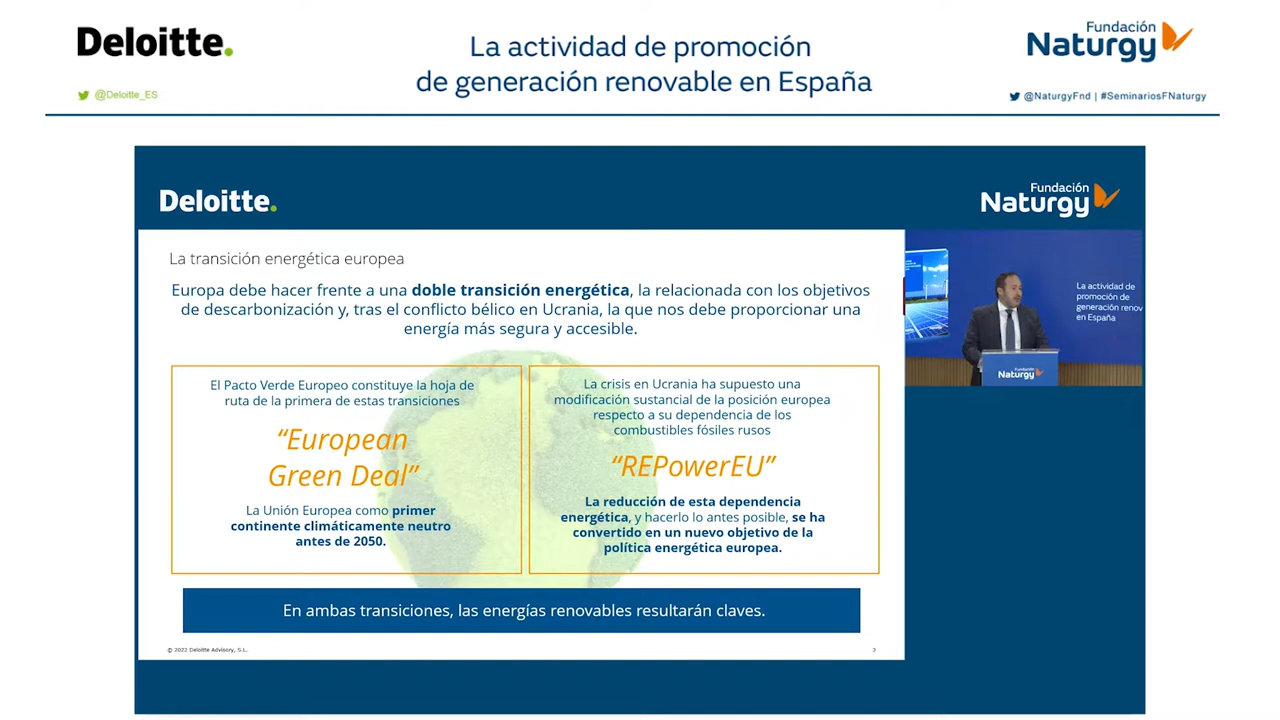 Deloitte.
@Deloitte_ES
La actividad de promoción
de generación renovable en España
Fundación
Naturgy
@NaturgyFnd | #SeminariosFNaturgy
Deloitte.
Fundación
Naturgy
La transición energética europea
Europa debe hacer frente a una doble transición energética, la relacionada con los objetivos
de descarbonización y, tras el conflicto bélico en Ucrania, la que nos debe proporcionar una
energía más segura y accesible.
El Pacto Verde Europeo constituye la hoja de
ruta de la primera de estas transiciones
“European
Green Deal”
La Unión Europea como primer
continente climáticamente neutro
antes de 2050.
La crisis en Ucrania ha supuesto una
modificación sustancial de la posición europea
respecto a su dependencia de los
combustibles fósiles rusos
“REPowerEU”
La reducción de esta dependencia
energética, y hacerlo lo antes posible, se ha
convertido en un nuevo objetivo de la
política energética europea.
En ambas transiciones, las energías renovables resultarán claves.
© 2022 Deloitte Advisory, S.L.
3
La actividad de
promoción de
generación renov
en España
Fundación
Naturgy